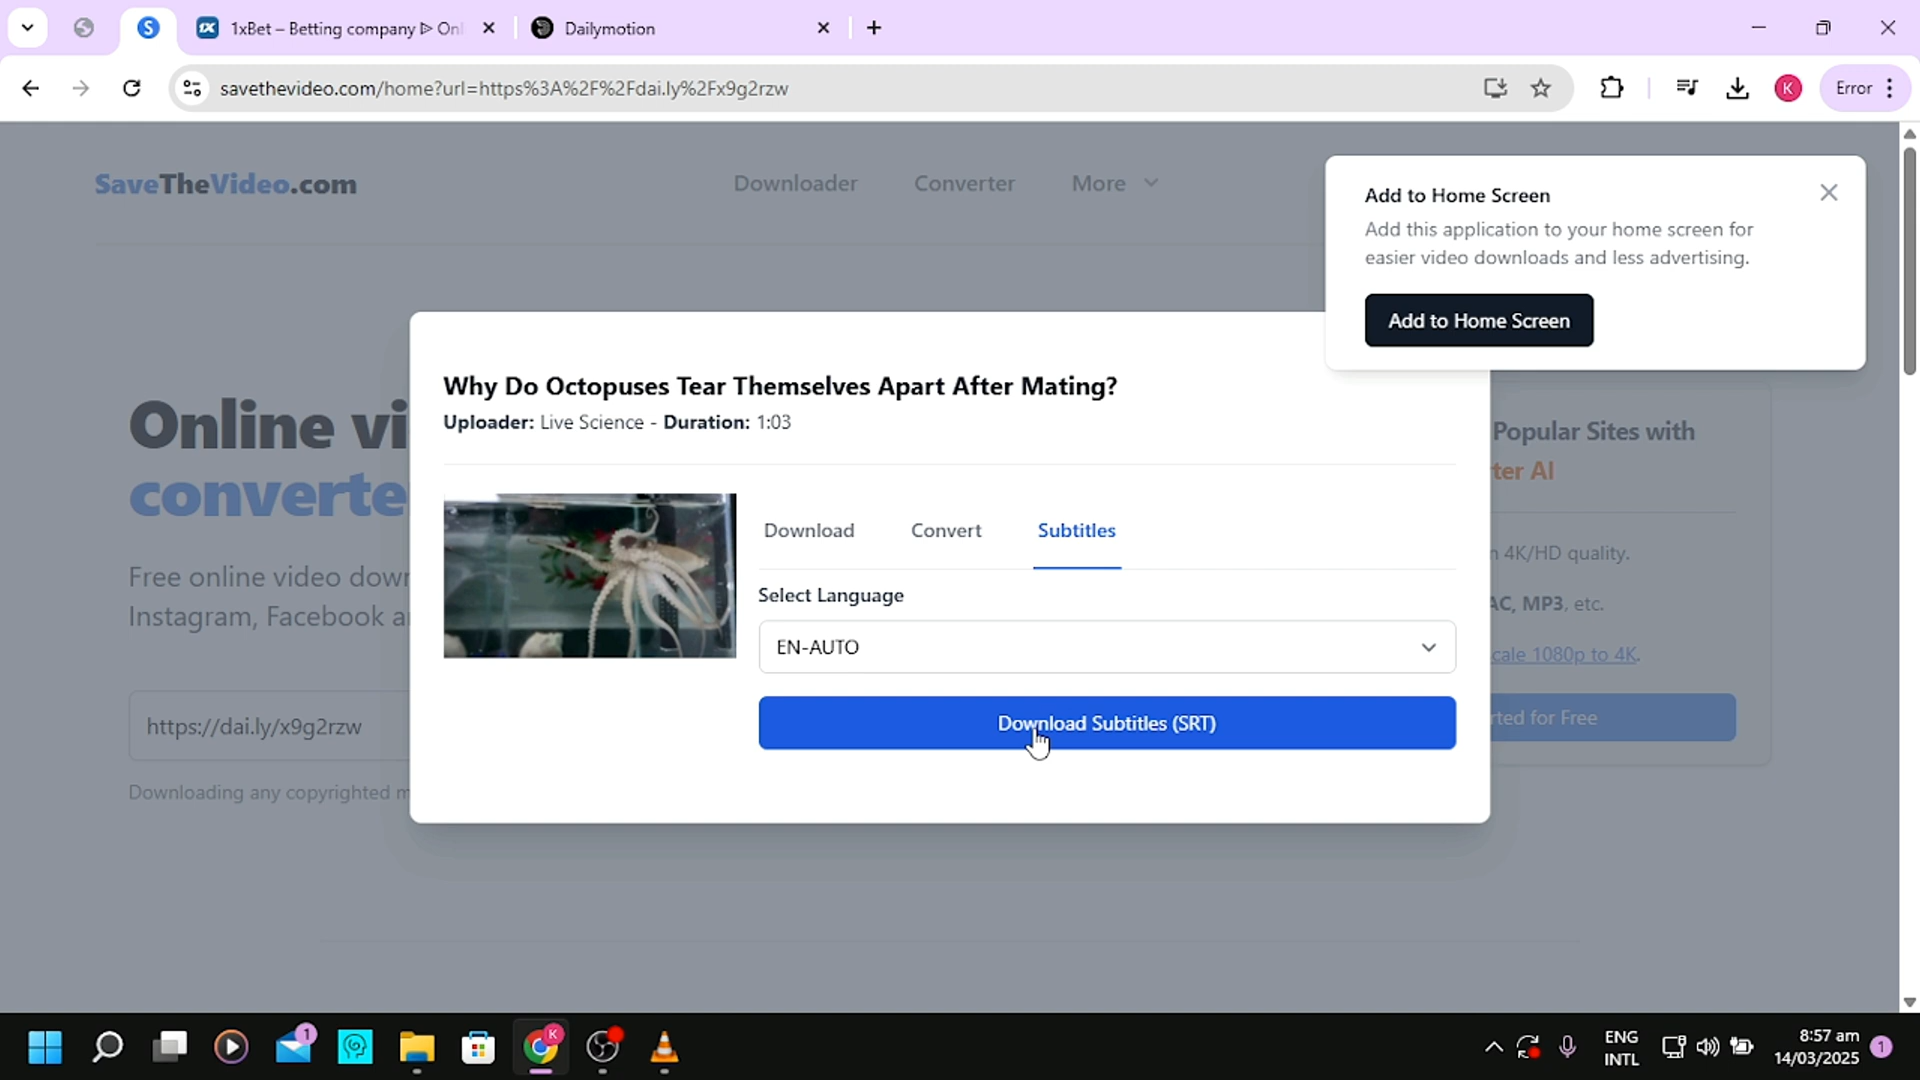 1xBet – Betting company ᐉ Onl
Dailymotion
savethevideo.com/home?url=https%3A%2F%2Fdai.ly%2Fx9g2rzw
K
Error
SaveTheVideo.com
Downloader
Converter
More
Add to Home Screen
Add this application to your home screen for
easier video downloads and less advertising.
Add to Home Screen
Why Do Octopuses Tear Themselves Apart After Mating?
Uploader: Live Science - Duration: 1:03
Online vi
converte
Popular Sites with
ter AI
Download
Convert
Subtitles
n 4K/HD quality.
Free online video down
Instagram, Facebook a
Select Language
AC, MP3, etc.
EN-AUTO
cale 1080p to 4K.
https://dai.ly/x9g2rzw
Download Subtitles (SRT)
rted for Free
Downloading any copyrighted m
1
K
ENG
INTL
8:57 am
14/03/2025
1